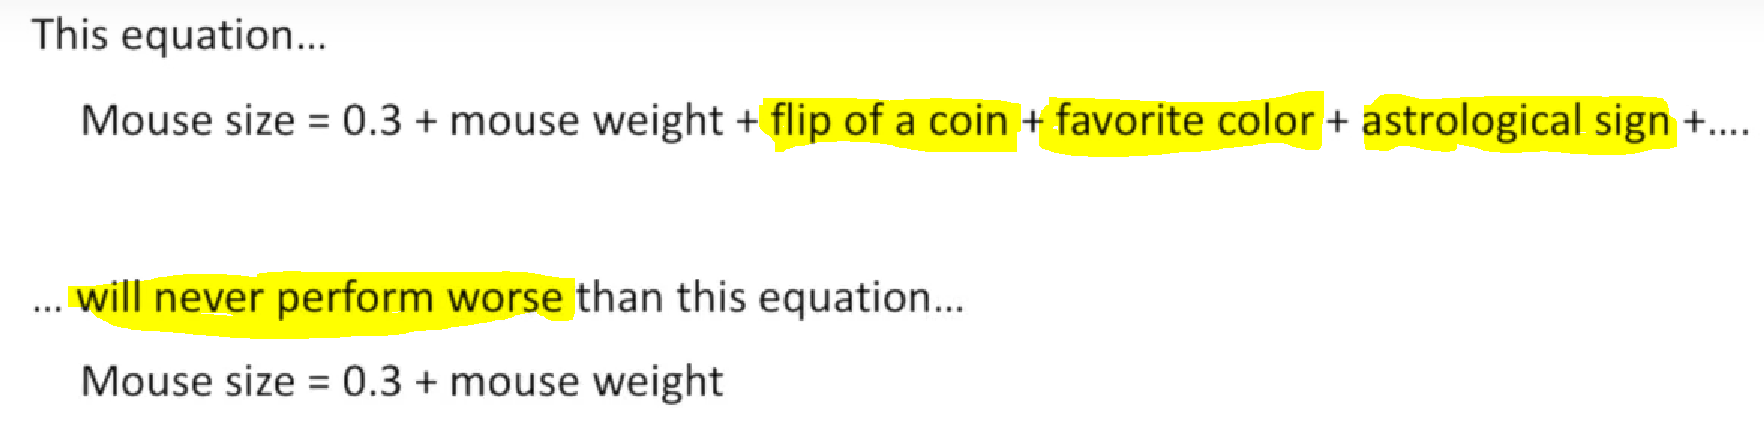 This equation...
Mouse size = 0.3 + mouse weight + flip of a coin + favorite color + astrological sign +....
... will never perform worse than this equation...
Mouse size = 0.3 + mouse weight